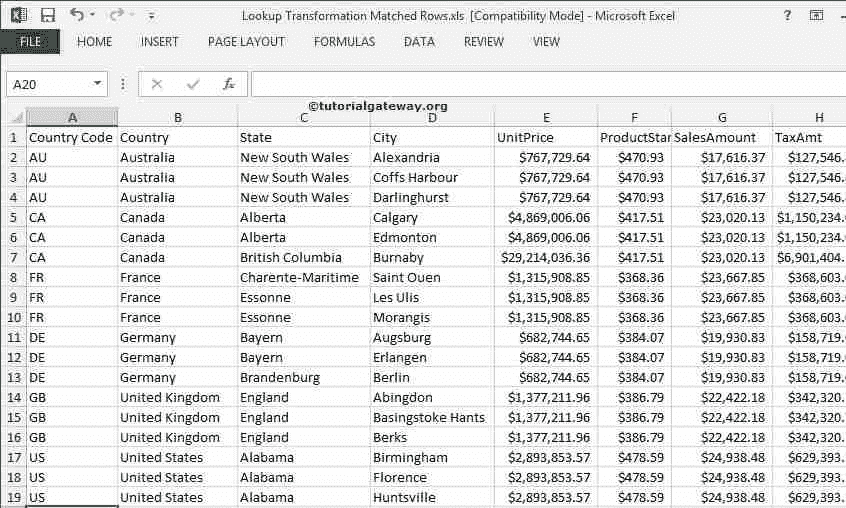 Lookup Transformation Matched Rows.xls [Compatibility Mode] - Microsoft Excel ?
FILE HOME INSERT PAGE LAYOUT FORMULAS DATA REVIEW VIEW
A20 fx
©tutorialgateway.org
A B C D E F G H
1 Country Code Country State City UnitPrice ProductStar SalesAmount TaxAmt
2 AU Australia New South Wales Alexandria $767,729.64 $470.93 $17,616.37 $127,546.
3 AU Australia New South Wales Coffs Harbour $767,729.64 $470.93 $17,616.37 $127,546.
4 AU Australia New South Wales Darlinghurst $767,729.64 $470.93 $17,616.37 $127,546.
5 CA Canada Alberta Calgary $4,869,006.06 $417.51 $23,020.13 $1,150,234.
6 CA Canada Alberta Edmonton $4,869,006.06 $417.51 $23,020.13 $1,150,234.
7 CA Canada British Columbia Burnaby $29,214,036.36 $417.51 $23,020.13 $6,901,404.
8 FR France Charente-Maritime Saint Ouen $1,315,908.85 $368.36 $23,667.85 $368,603.
9 FR France Essonne Les Ulis $1,315,908.85 $368.36 $23,667.85 $368,603.
10 FR France Essonne Morangis $1,315,908.85 $368.36 $23,667.85 $368,603.
11 DE Germany Bayern Augsburg $682,744.65 $384.07 $19,930.83 $158,719.
12 DE Germany Bayern Erlangen $682,744.65 $384.07 $19,930.83 $158,719.
13 DE Germany Brandenburg Berlin $682,744.65 $384.07 $19,930.83 $158,719.
14 GB United Kingdom England Abingdon $1,377,211.96 $386.79 $22,422.18 $342,320.
15 GB United Kingdom England Basingstoke Hants $1,377,211.96 $386.79 $22,422.18 $342,320.
16 GB United Kingdom England Berks $1,377,211.96 $386.79 $22,422.18 $342,320.
17 US United States Alabama Birmingham $2,893,853.57 $478.59 $24,938.48 $629,393.
18 US United States Alabama Florence $2,893,853.57 $478.59 $24,938.48 $629,393.
19 US United States Alabama Huntsville $2,893,853.57 $478.59 $24,938.48 $629,393.